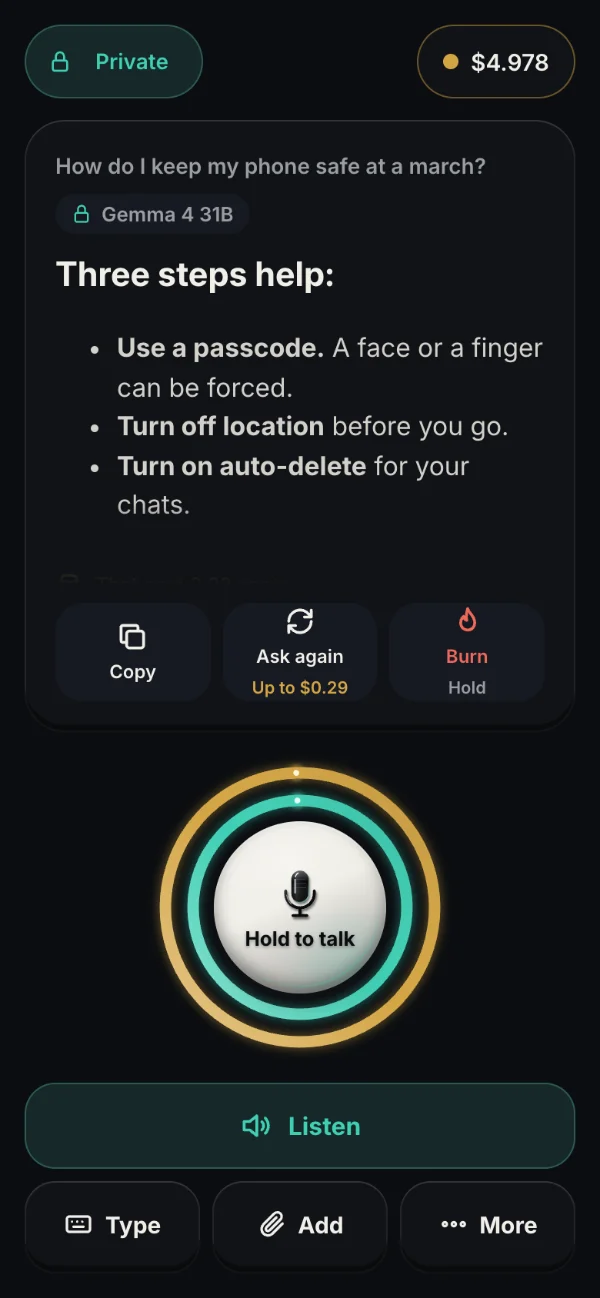 Private
$4.978
How do I keep my phone safe at a march?
Gemma 4 31B
Three steps help:
• Use a passcode. A face or a finger
can be forced.
• Turn off location before you go.
• Turn on auto-delete for your
chats.
Copy
Ask again
Up to $0.29
Burn
Hold
Hold to talk
Listen
Type
Add
More